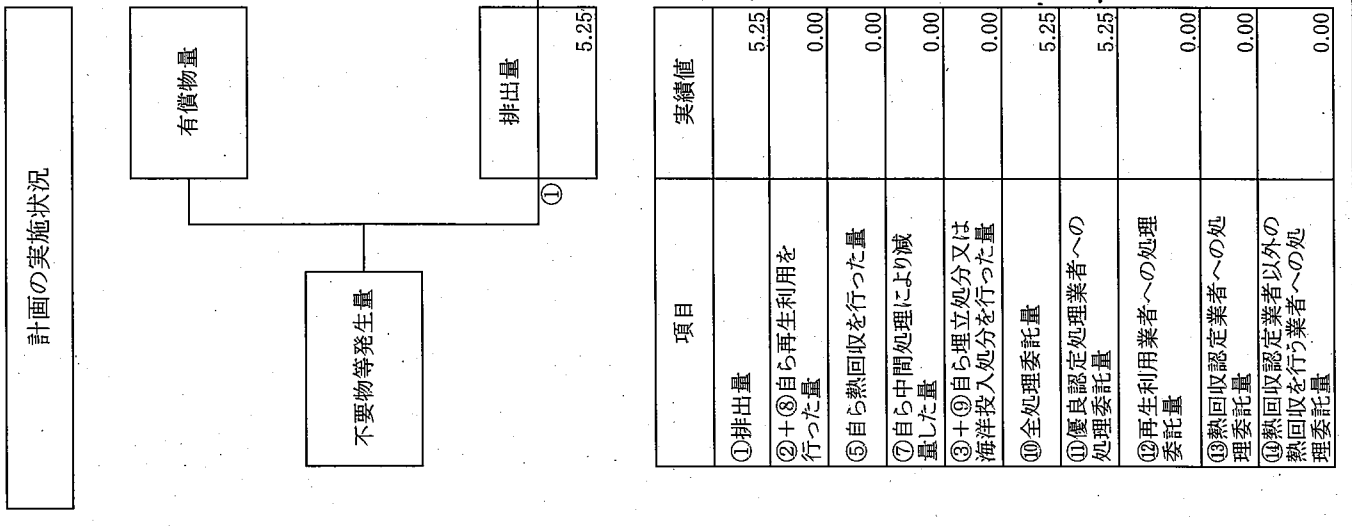 計画の実施状況
有償物量
不要物等発生量
排出量
5.25
①
項目
実績値
①排出量
5.25
②＋⑧自ら再生利用を
行った量
0.00
⑤自ら熱回収を行った量
0.00
⑦自ら中間処理により減
量した量
0.00
③＋⑨自ら埋立処分又は
海洋投入処分を行った量
0.00
⑩全処理委託量
5.25
⑪優良認定処理業者への
処理委託量
5.25
⑫再生利用業者への処理
委託量
0.00
⑬熱回収認定業者への処
理委託量
0.00
⑭熱回収認定業者以外の
熱回収を行う業者への処
理委託量
0.00